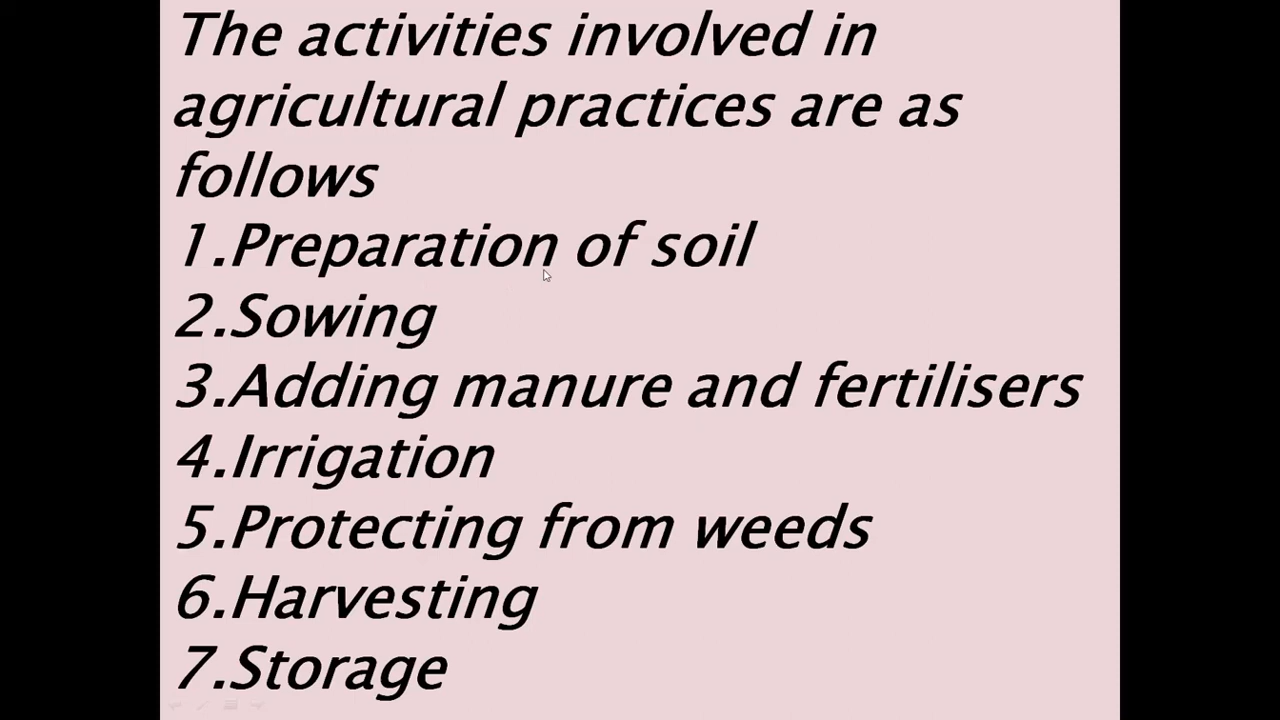 The activities involved in
agricultural practices are as
follows
1.Preparation of soil
2.Sowing
3.Adding manure and fertilisers
4.Irrigation
5.Protecting from weeds
6.Harvesting
7.Storage